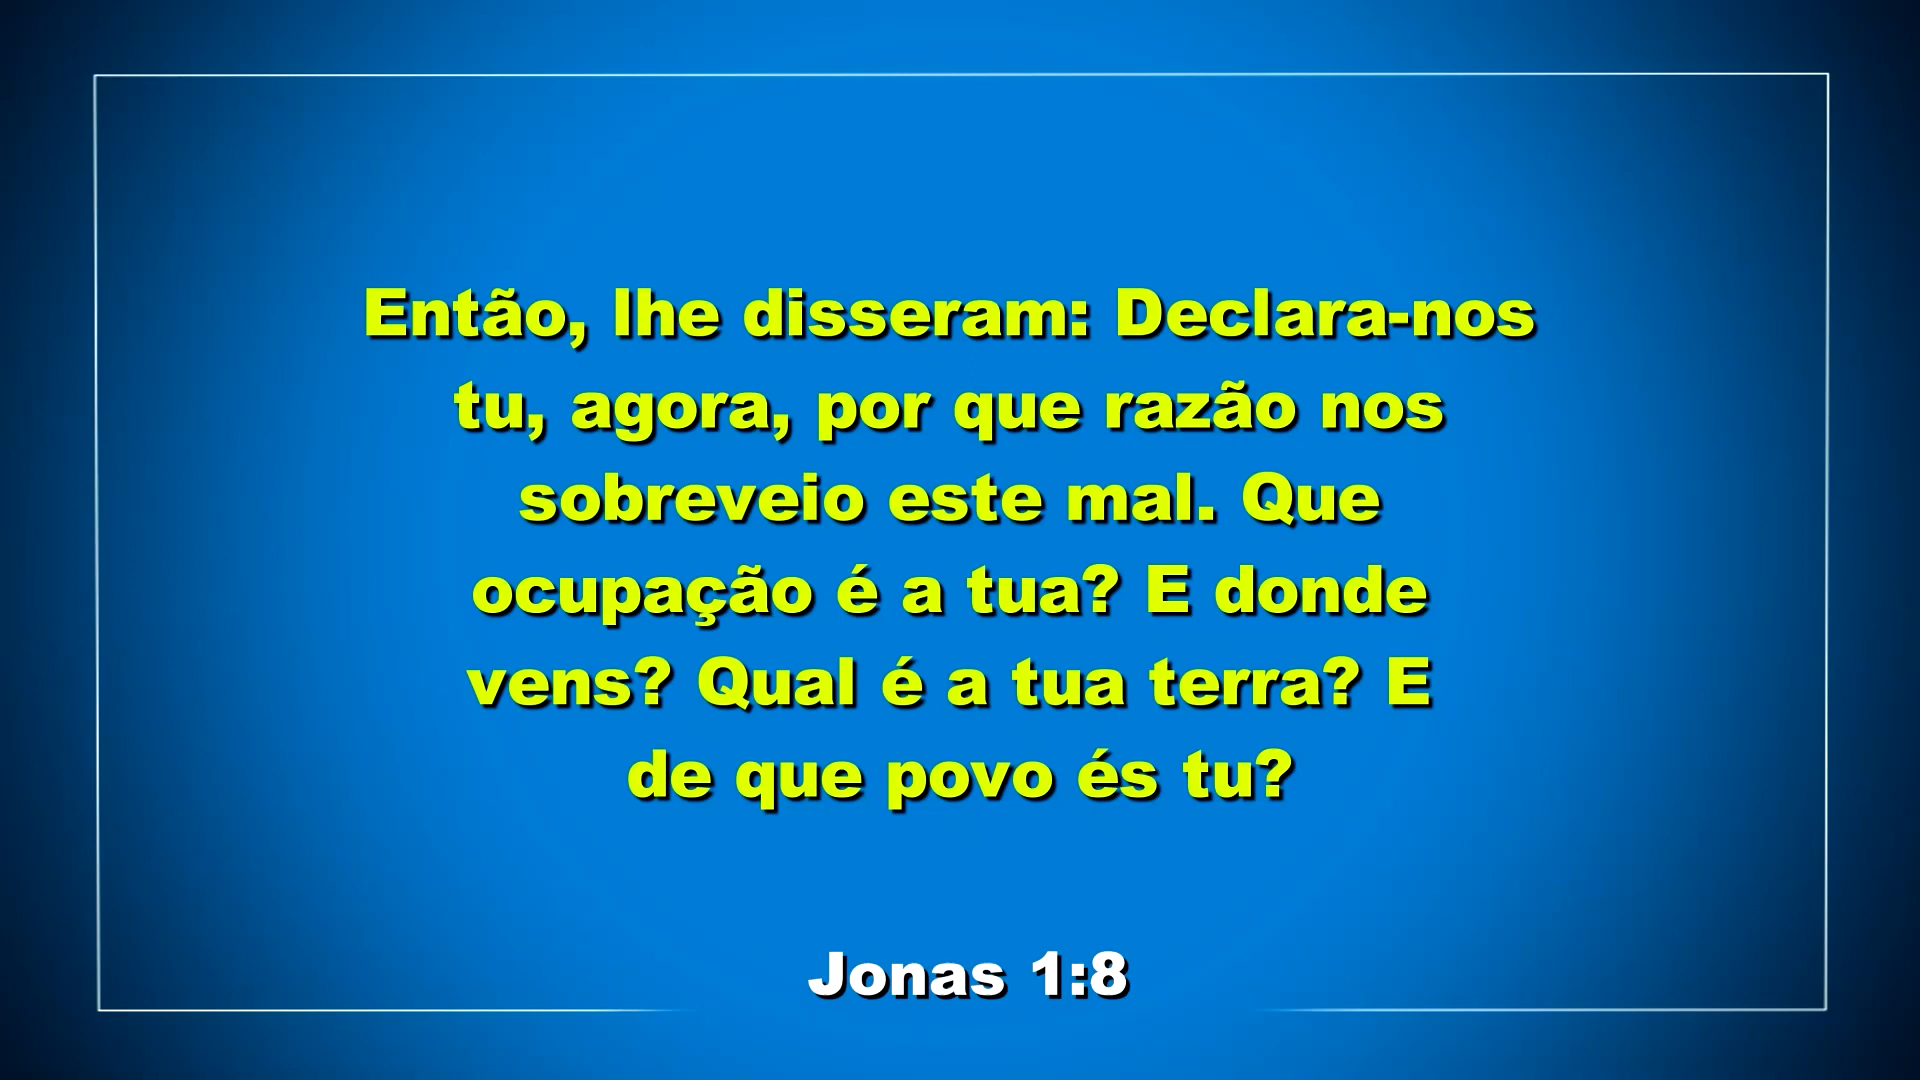 Então, lhe disseram: Declara-nos
tu, agora, por que razão nos
sobreveio este mal. Que
ocupação é a tua? E donde
vens? Qual é a tua terra? E
de que povo és tu?
Jonas 1:8